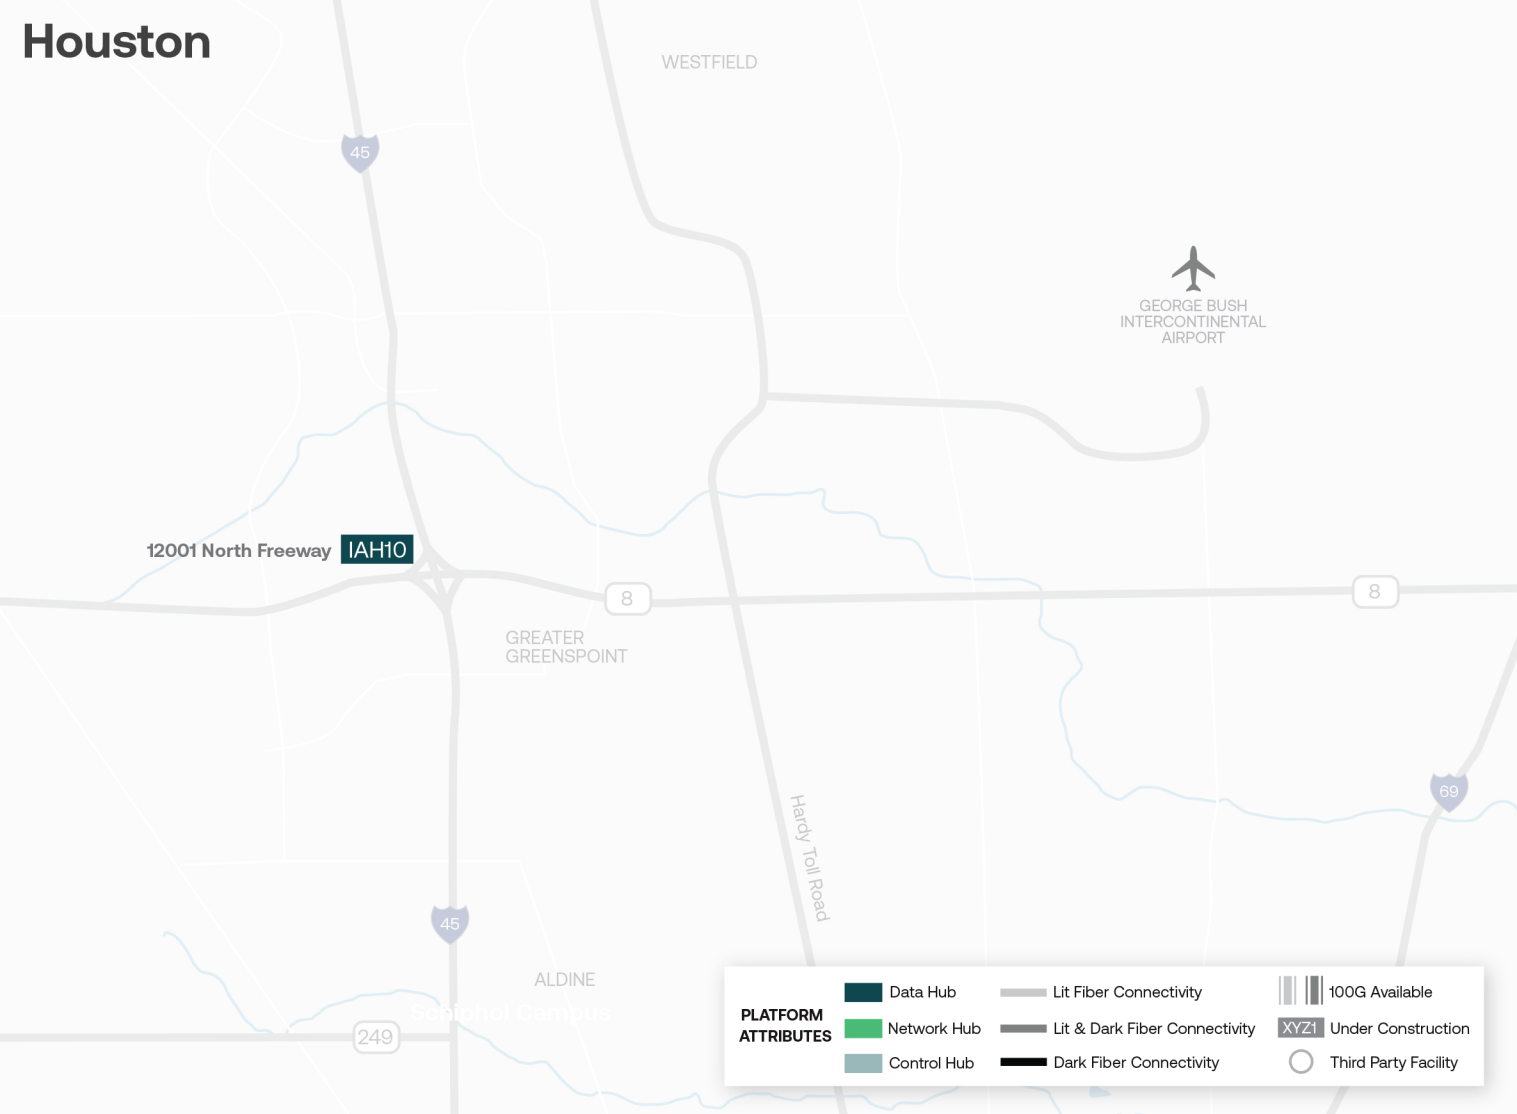 Houston
WESTFIELD
45
GEORGE BUSH
INTERCONTINENTAL
AIRPORT
12001 North Freeway IAH10
8
8
GREATER
GREENSPOINT
69
Hardy Toll Road
45
ALDINE
Schiphol Campus
249
PLATFORM
ATTRIBUTES
Data Hub
Network Hub
Control Hub
Lit Fiber Connectivity
Lit & Dark Fiber Connectivity
Dark Fiber Connectivity
100G Available
XYZ1 Under Construction
Third Party Facility